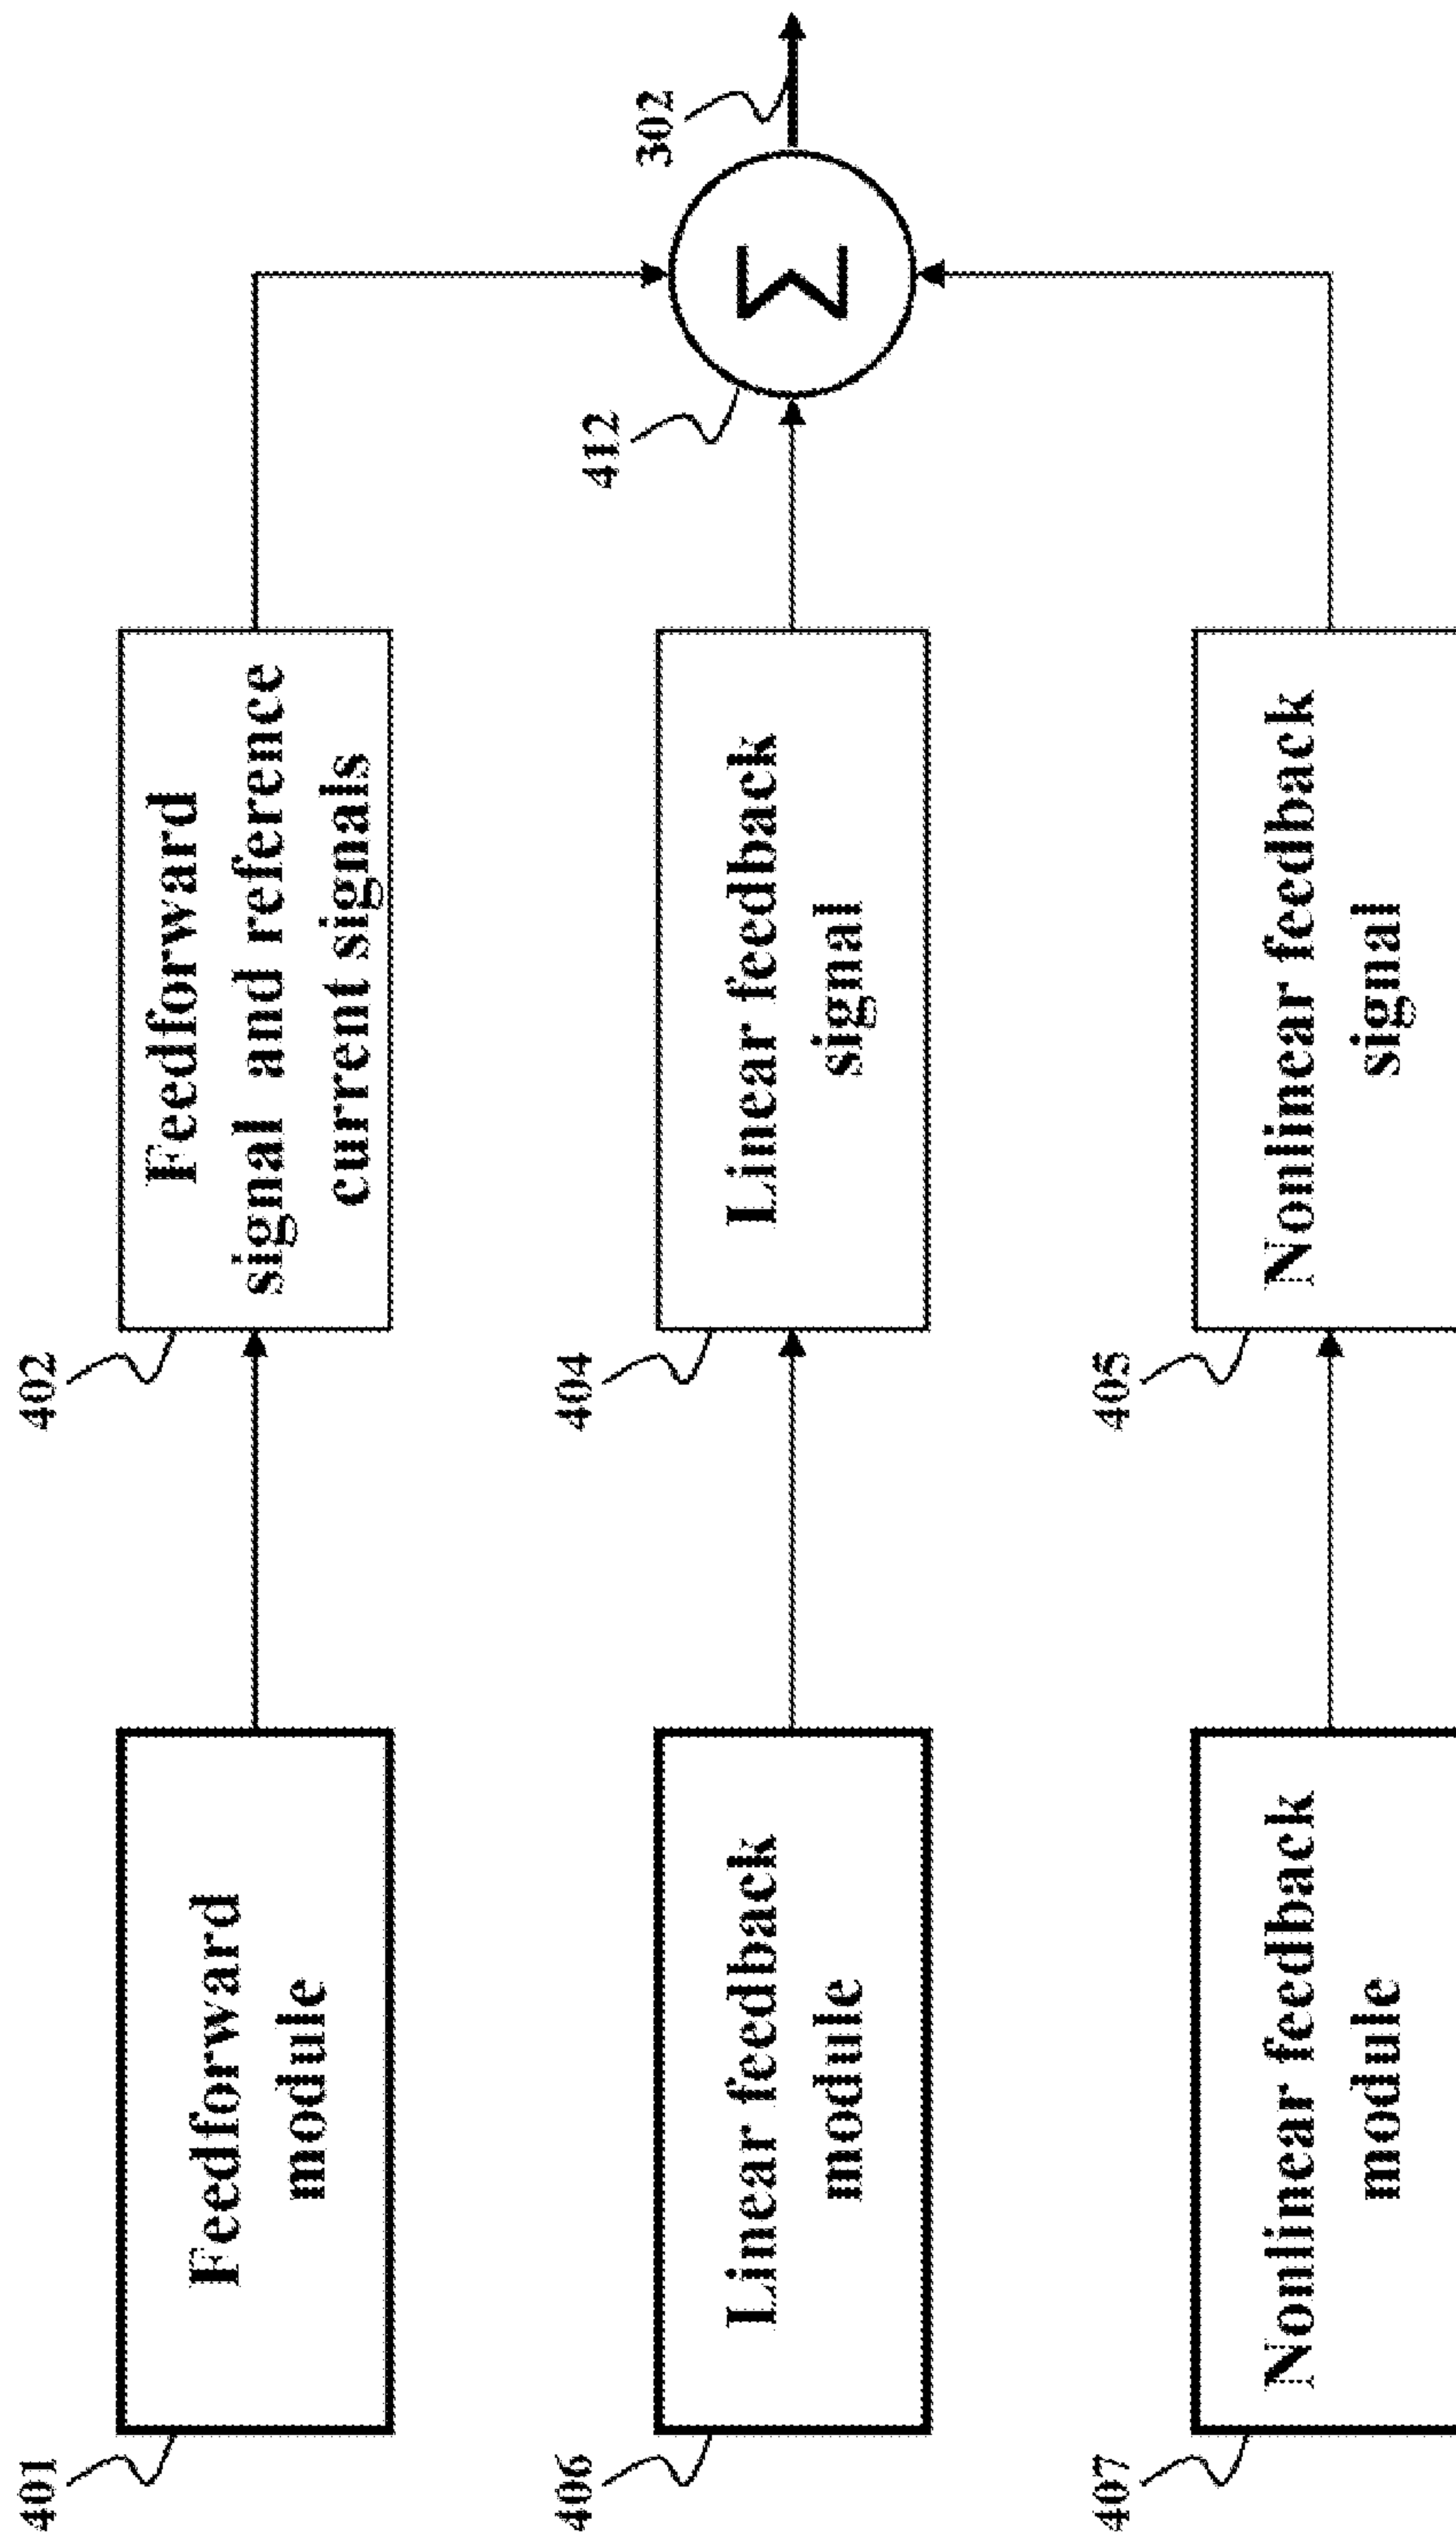 401
Feedforward
module
402
Feedforward
signal and reference
current signals
406
Linear feedback
module
404
Linear feedback
signal
412
Σ
302
407
Nonlinear feedback
module
405
Nonlinear feedback
signal